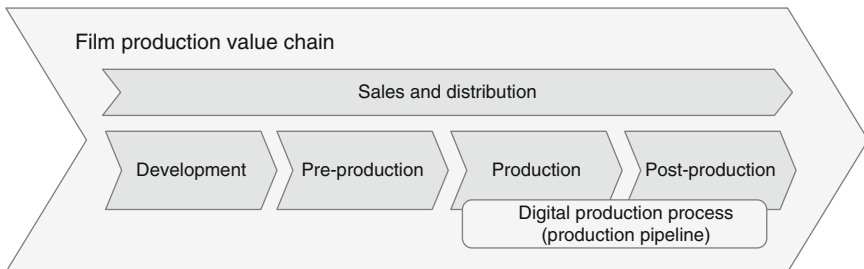 Film production value chain
Sales and distribution
Development
Pre-production
Production
Post-production
Digital production process
(production pipeline)